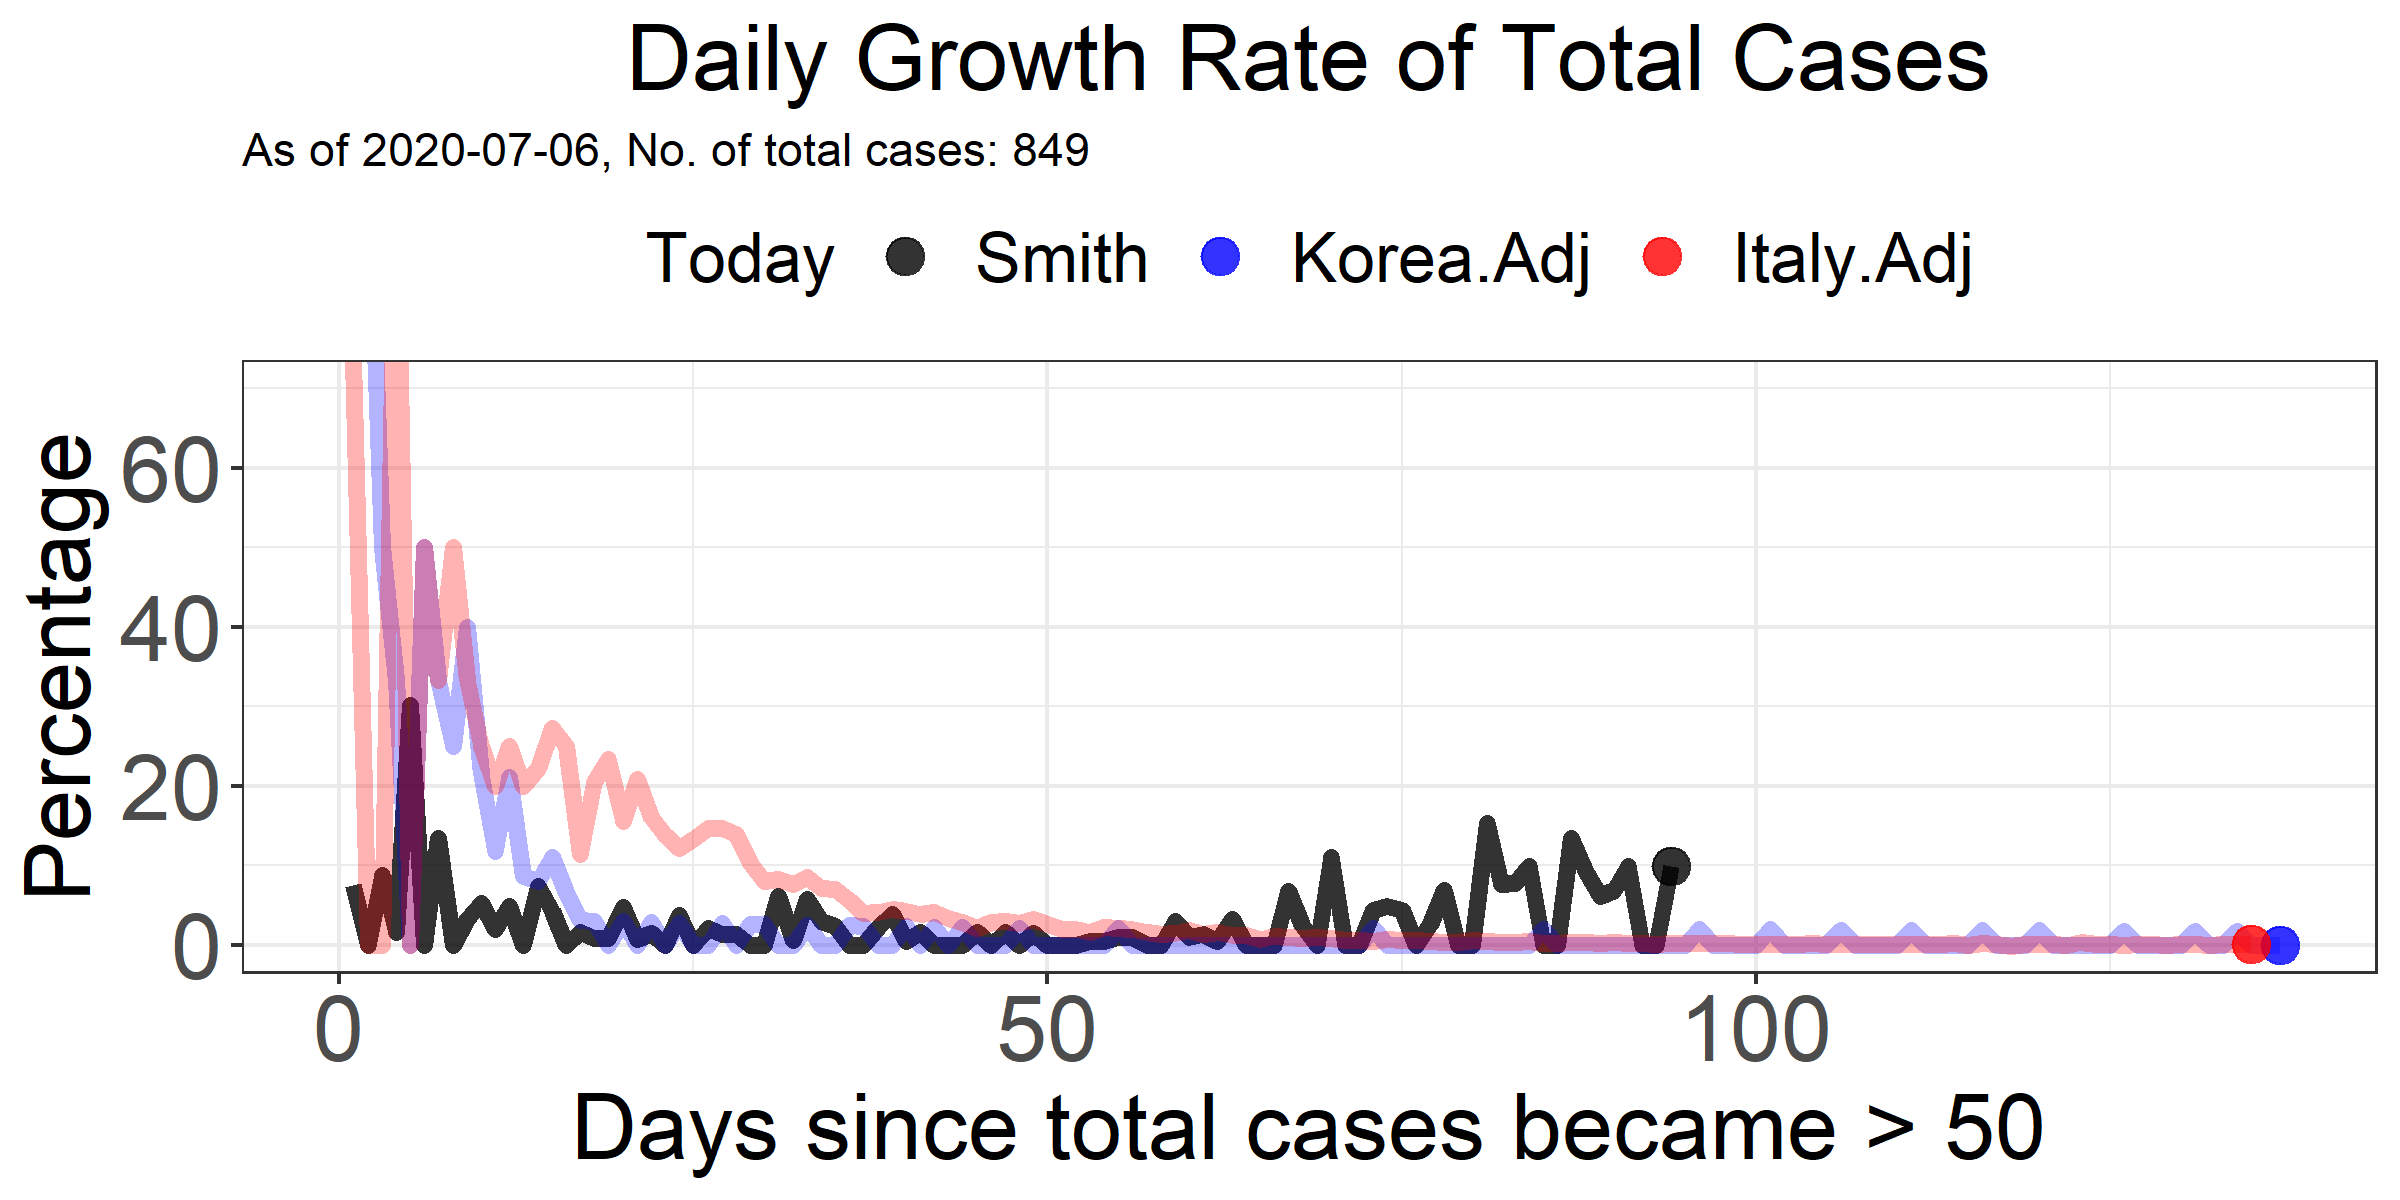 Daily Growth Rate of Total Cases
As of 2020-07-06, No. of total cases: 849
Today Smith Korea.Adj Italy.Adj
Percentage
60
40
20
0
0 50 100
Days since total cases became > 50